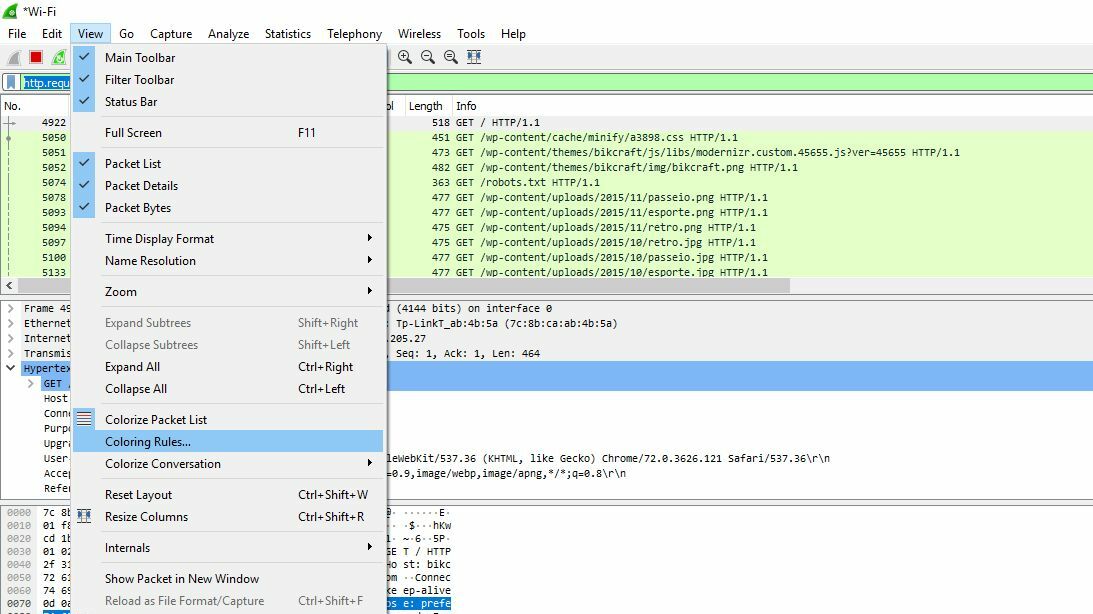 *Wi-Fi
File Edit View Go Capture Analyze Statistics Telephony Wireless Tools Help
http.requ
Main Toolbar
Filter Toolbar
Status Bar
Full Screen F11
Packet List
Packet Details
Packet Bytes
Time Display Format
Name Resolution
Zoom
Expand Subtrees Shift+Right
Collapse Subtrees Shift+Left
Expand All Ctrl+Right
Collapse All Ctrl+Left
Colorize Packet List
Coloring Rules...
Colorize Conversation
Reset Layout Ctrl+Shift+W
Resize Columns Ctrl+Shift+R
Internals
Show Packet in New Window
Reload as File Format/Capture Ctrl+Shift+F
No. ol Length Info
4922 518 GET / HTTP/1.1
5050 451 GET /wp-content/cache/minify/a3898.css HTTP/1.1
5051 473 GET /wp-content/themes/bikcraft/js/libs/modernizr.custom.45655.js?ver=45655 HTTP/1.1
5052 482 GET /wp-content/themes/bikcraft/img/bikcraft.png HTTP/1.1
5074 363 GET /robots.txt HTTP/1.1
5078 477 GET /wp-content/uploads/2015/11/passeio.png HTTP/1.1
5093 477 GET /wp-content/uploads/2015/11/esporte.png HTTP/1.1
5094 475 GET /wp-content/uploads/2015/11/retro.png HTTP/1.1
5097 475 GET /wp-content/uploads/2015/10/retro.jpg HTTP/1.1
5100 477 GET /wp-content/uploads/2015/10/passeio.jpg HTTP/1.1
5133 477 GET /wp-content/uploads/2015/10/esporte.jpg HTTP/1.1
Frame 49 d (4144 bits) on interface 0
Ethernet : Tp-LinkT_ab:4b:5a (7c:8b:ca:ab:4b:5a)
Internet .205.27
Transmis , Seq: 1, Ack: 1, Len: 464
Hypertex
GET /
Host
Conne
Purpo
Upgra
User- leWebKit/537.36 (KHTML, like Gecko) Chrome/72.0.3626.121 Safari/537.36\r\n
Accep =0.9,image/webp,image/apng,*/*;q=0.8\r\n
Refer
0000 7c 8b ······E·
0010 01 f8 ·$···hKw
0020 cd 1b ·~·6··5P·
0030 01 02 GET / HTTP
0040 2f 31 Host: bikc
0050 72 61 om ··Connec
0060 74 69 ke ep-alive
0070 0d 0a os e: prefe